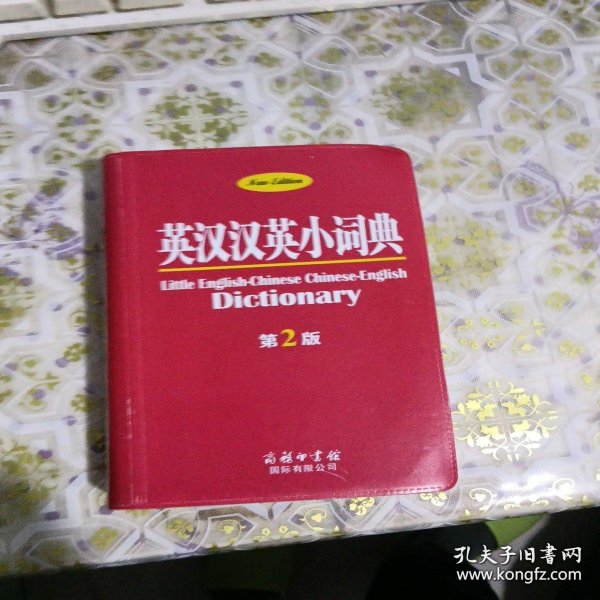 New Edition
英汉汉英小词典
Little English-Chinese Chinese-English
Dictionary
第2版
商务印书馆
国际有限公司
孔夫子旧书网
www.kongfz.com